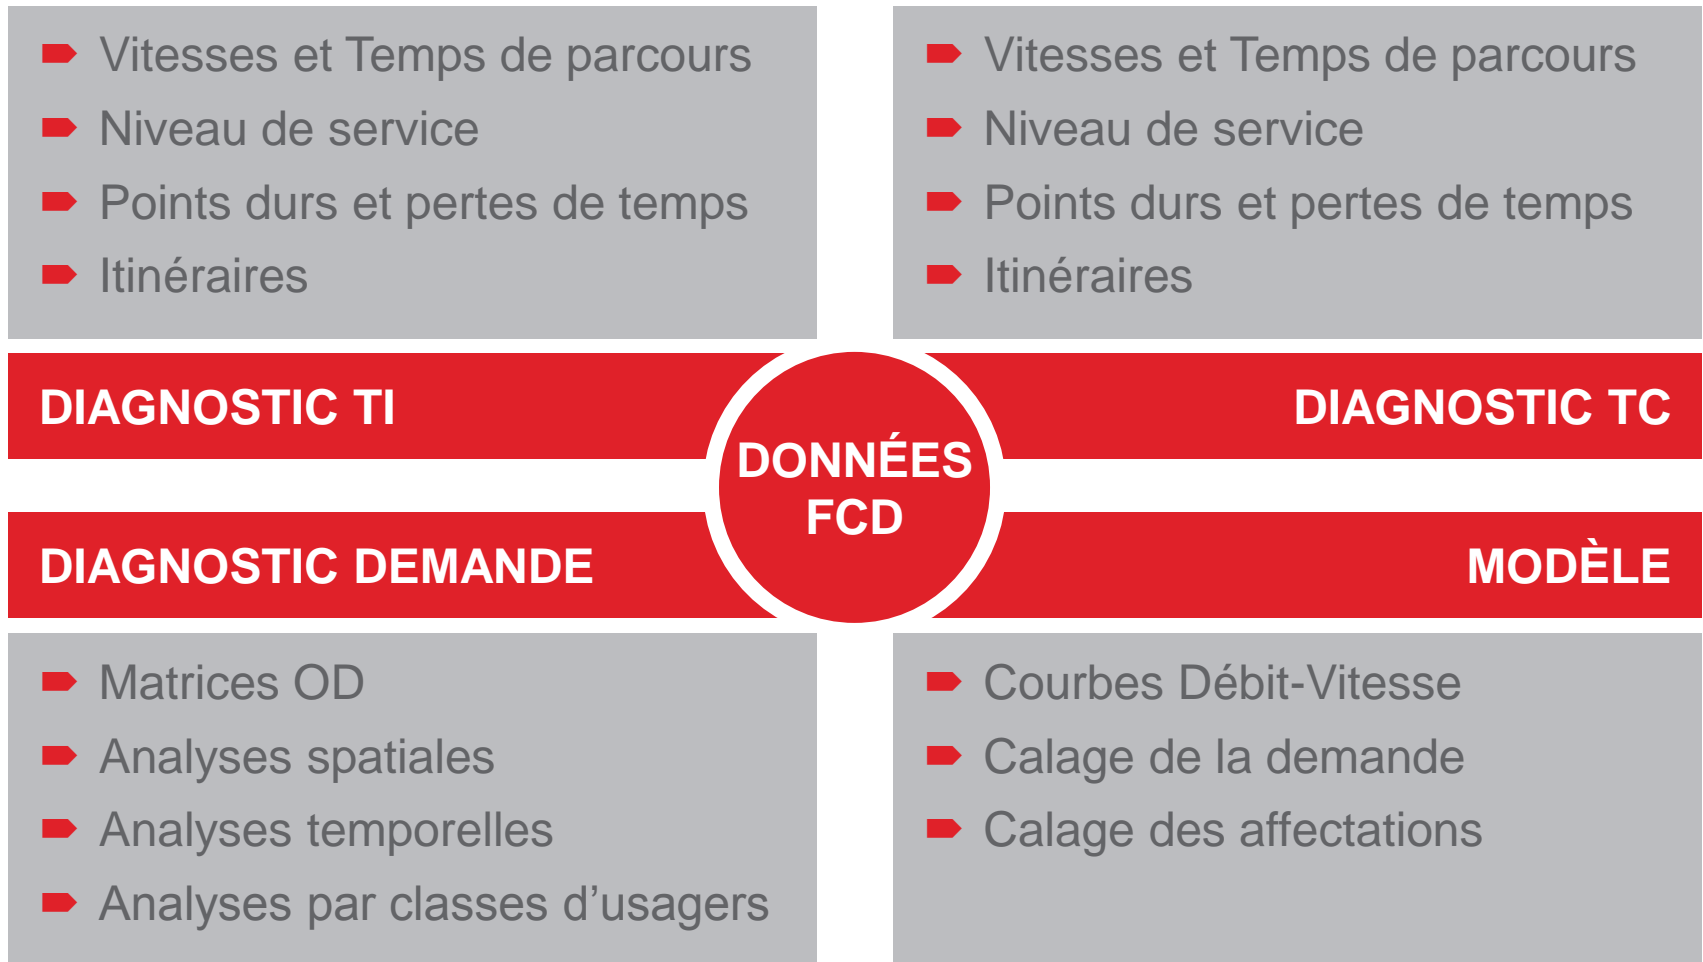 Vitesses et Temps de parcours
Niveau de service
Points durs et pertes de temps
Itinéraires
Vitesses et Temps de parcours
Niveau de service
Points durs et pertes de temps
Itinéraires
DIAGNOSTIC TI
DIAGNOSTIC TC
DONNÉES
FCD
DIAGNOSTIC DEMANDE
MODÈLE
Matrices OD
Analyses spatiales
Analyses temporelles
Analyses par classes d’usagers
Courbes Débit-Vitesse
Calage de la demande
Calage des affectations